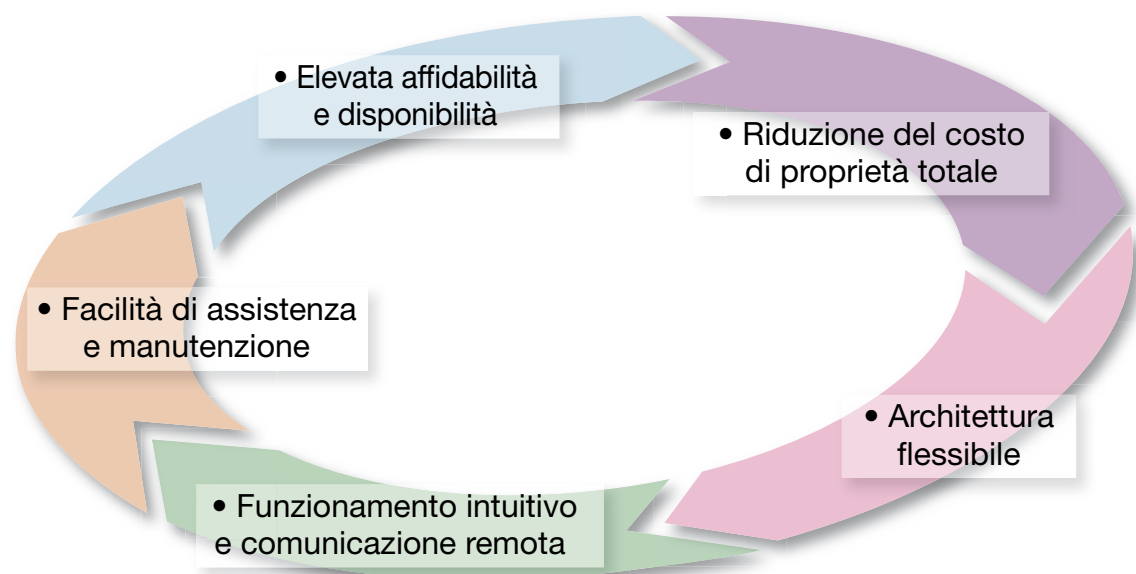 • Elevata affidabilità
e disponibilità
• Riduzione del costo
di proprietà totale
• Facilità di assistenza
e manutenzione
• Architettura
flessibile
• Funzionamento intuitivo
e comunicazione remota